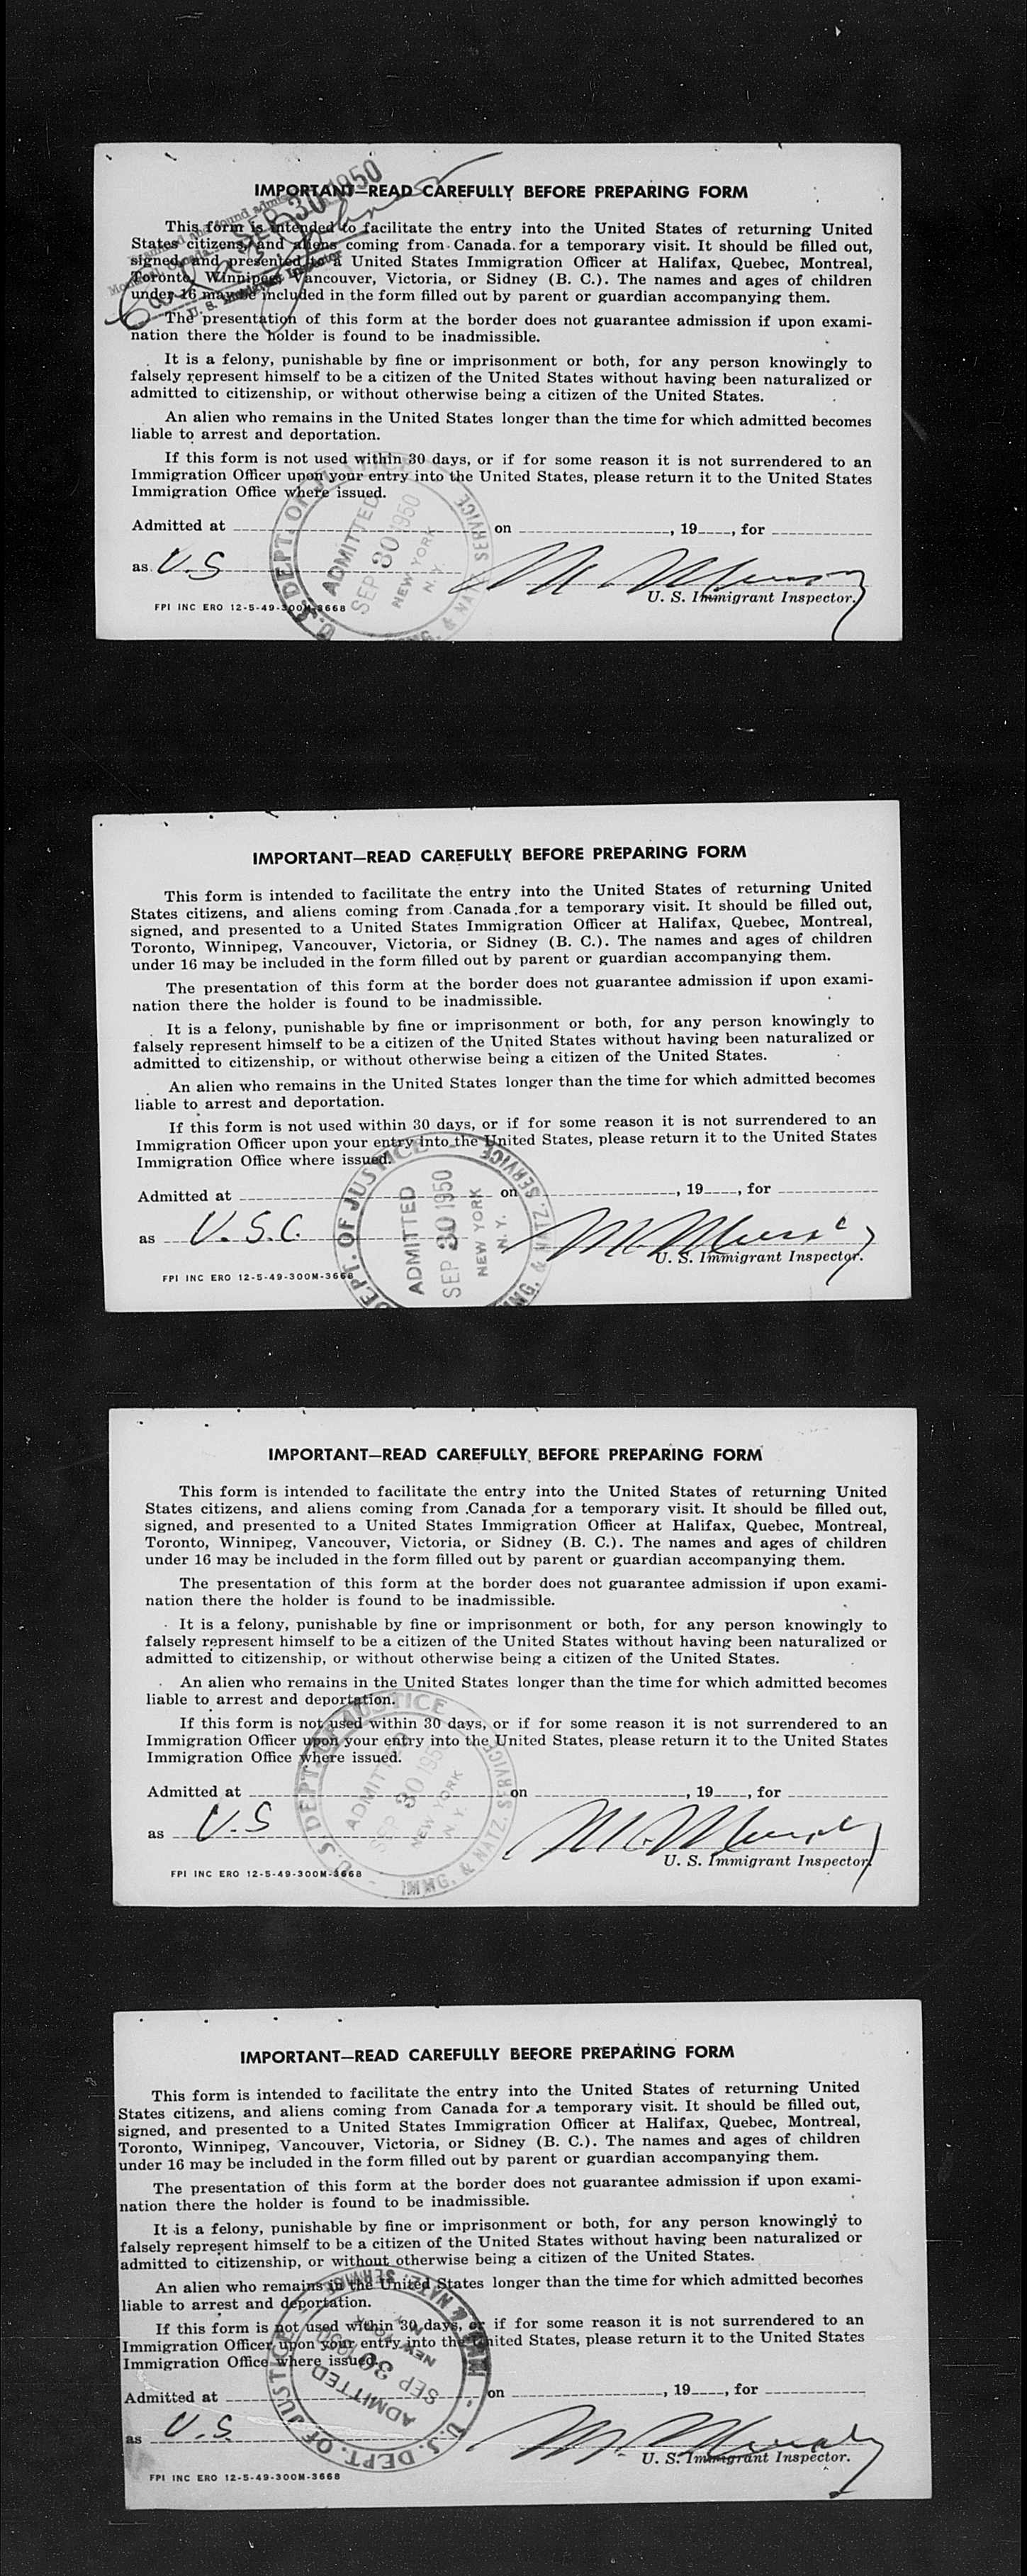 SEP 30 1950
U. S. Immigrant Inspector
IMPORTANT—READ CAREFULLY BEFORE PREPARING FORM
This form is intended to facilitate the entry into the United States of returning United
States citizens, and aliens coming from Canada for a temporary visit. It should be filled out,
signed, and presented to a United States Immigration Officer at Halifax, Quebec, Montreal,
Toronto, Winnipeg, Vancouver, Victoria, or Sidney (B. C.). The names and ages of children
under 16 may be included in the form filled out by parent or guardian accompanying them.
The presentation of this form at the border does not guarantee admission if upon exami-
nation there the holder is found to be inadmissible.
It is a felony, punishable by fine or imprisonment or both, for any person knowingly to
falsely represent himself to be a citizen of the United States without having been naturalized or
admitted to citizenship, or without otherwise being a citizen of the United States.
An alien who remains in the United States longer than the time for which admitted becomes
liable to arrest and deportation.
If this form is not used within 30 days, or if for some reason it is not surrendered to an
Immigration Officer upon your entry into the United States, please return it to the United States
Immigration Office where issued.
Admitted at on , 19 , for
as U.S
U. S. Immigrant Inspector.
FPI INC ERO 12-5-49-300M-3668
U. S. DEPT. OF JUSTICE IMMG. & NATZ. SERVICE
ADMITTED
SEP 30 1950
NEW YORK
N. Y.
IMPORTANT—READ CAREFULLY BEFORE PREPARING FORM
This form is intended to facilitate the entry into the United States of returning United
States citizens, and aliens coming from Canada for a temporary visit. It should be filled out,
signed, and presented to a United States Immigration Officer at Halifax, Quebec, Montreal,
Toronto, Winnipeg, Vancouver, Victoria, or Sidney (B. C.). The names and ages of children
under 16 may be included in the form filled out by parent or guardian accompanying them.
The presentation of this form at the border does not guarantee admission if upon exami-
nation there the holder is found to be inadmissible.
It is a felony, punishable by fine or imprisonment or both, for any person knowingly to
falsely represent himself to be a citizen of the United States without having been naturalized or
admitted to citizenship, or without otherwise being a citizen of the United States.
An alien who remains in the United States longer than the time for which admitted becomes
liable to arrest and deportation.
If this form is not used within 30 days, or if for some reason it is not surrendered to an
Immigration Officer upon your entry into the United States, please return it to the United States
Immigration Office where issued.
Admitted at on , 19 , for
as U.S.C.
U. S. Immigrant Inspector.
FPI INC ERO 12-5-49-300M-3668
DEPT. OF JUSTICE IMMG. & NATZ. SERVICE
ADMITTED
SEP 30 1950
NEW YORK
N. Y.
IMPORTANT—READ CAREFULLY BEFORE PREPARING FORM
This form is intended to facilitate the entry into the United States of returning United
States citizens, and aliens coming from Canada for a temporary visit. It should be filled out,
signed, and presented to a United States Immigration Officer at Halifax, Quebec, Montreal,
Toronto, Winnipeg, Vancouver, Victoria, or Sidney (B. C.). The names and ages of children
under 16 may be included in the form filled out by parent or guardian accompanying them.
The presentation of this form at the border does not guarantee admission if upon exami-
nation there the holder is found to be inadmissible.
It is a felony, punishable by fine or imprisonment or both, for any person knowingly to
falsely represent himself to be a citizen of the United States without having been naturalized or
admitted to citizenship, or without otherwise being a citizen of the United States.
An alien who remains in the United States longer than the time for which admitted becomes
liable to arrest and deportation.
If this form is not used within 30 days, or if for some reason it is not surrendered to an
Immigration Officer upon your entry into the United States, please return it to the United States
Immigration Office where issued.
Admitted at on , 19 , for
as U.S
U. S. Immigrant Inspector.
FPI INC ERO 12-5-49-300M-3668
U. S. DEPT. OF JUSTICE IMMG. & NATZ. SERVICE
ADMITTED
SEP 30 1950
NEW YORK
N. Y.
IMPORTANT—READ CAREFULLY BEFORE PREPARING FORM
This form is intended to facilitate the entry into the United States of returning United
States citizens, and aliens coming from Canada for a temporary visit. It should be filled out,
signed, and presented to a United States Immigration Officer at Halifax, Quebec, Montreal,
Toronto, Winnipeg, Vancouver, Victoria, or Sidney (B. C.). The names and ages of children
under 16 may be included in the form filled out by parent or guardian accompanying them.
The presentation of this form at the border does not guarantee admission if upon exami-
nation there the holder is found to be inadmissible.
It is a felony, punishable by fine or imprisonment or both, for any person knowingly to
falsely represent himself to be a citizen of the United States without having been naturalized or
admitted to citizenship, or without otherwise being a citizen of the United States.
An alien who remains in the United States longer than the time for which admitted becomes
liable to arrest and deportation.
If this form is not used within 30 days, or if for some reason it is not surrendered to an
Immigration Officer upon your entry into the United States, please return it to the United States
Immigration Office where issued.
Admitted at on , 19 , for
as U.S.
U. S. Immigrant Inspector.
FPI INC ERO 12-5-49-300M-3668
U. S. DEPT. OF JUSTICE IMMG. & NATZ. SERVICE
ADMITTED
SEP 30 1950
NEW YORK